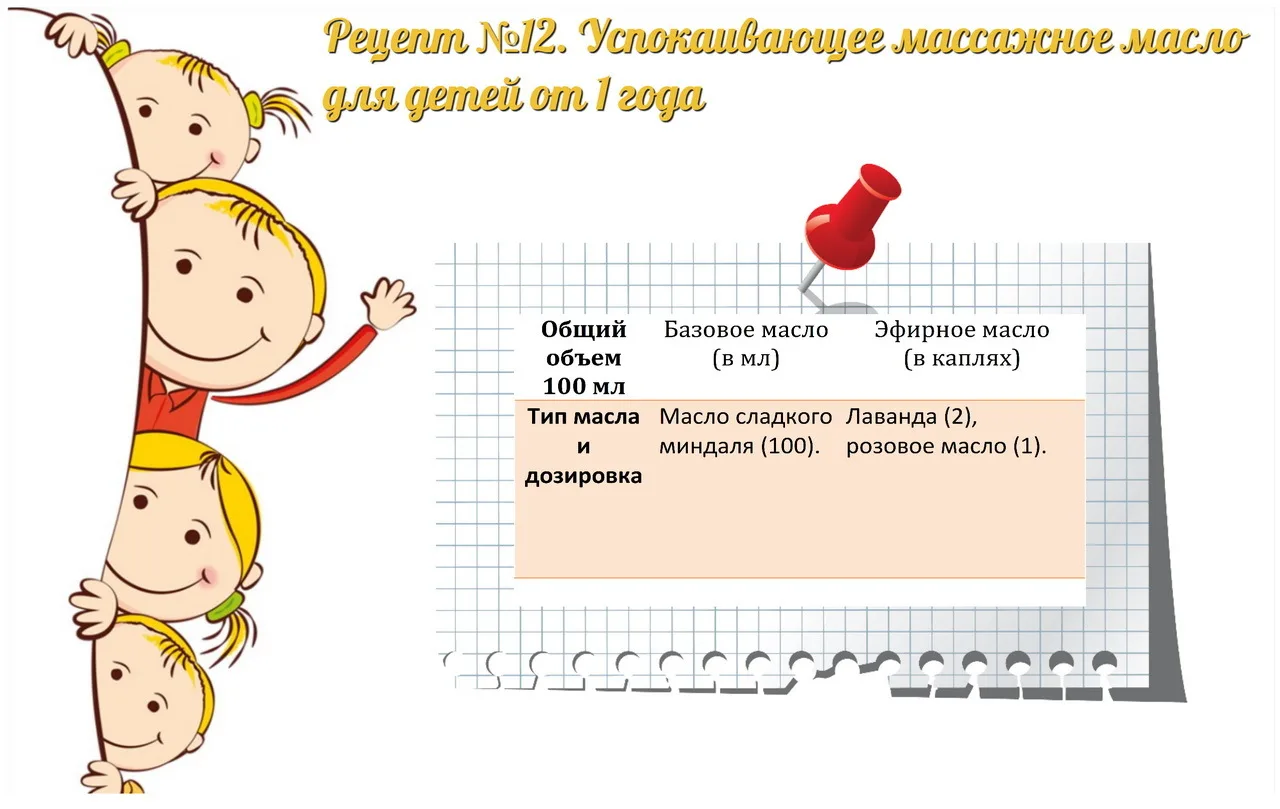 Рецепт №12. Успокаивающее массажное масло
для детей от 1 года
Общий
объем
100 мл
Базовое масло
(в мл)
Эфирное масло
(в каплях)
Тип масла
и
дозировка
Масло сладкого
миндаля (100).
Лаванда (2),
розовое масло (1).